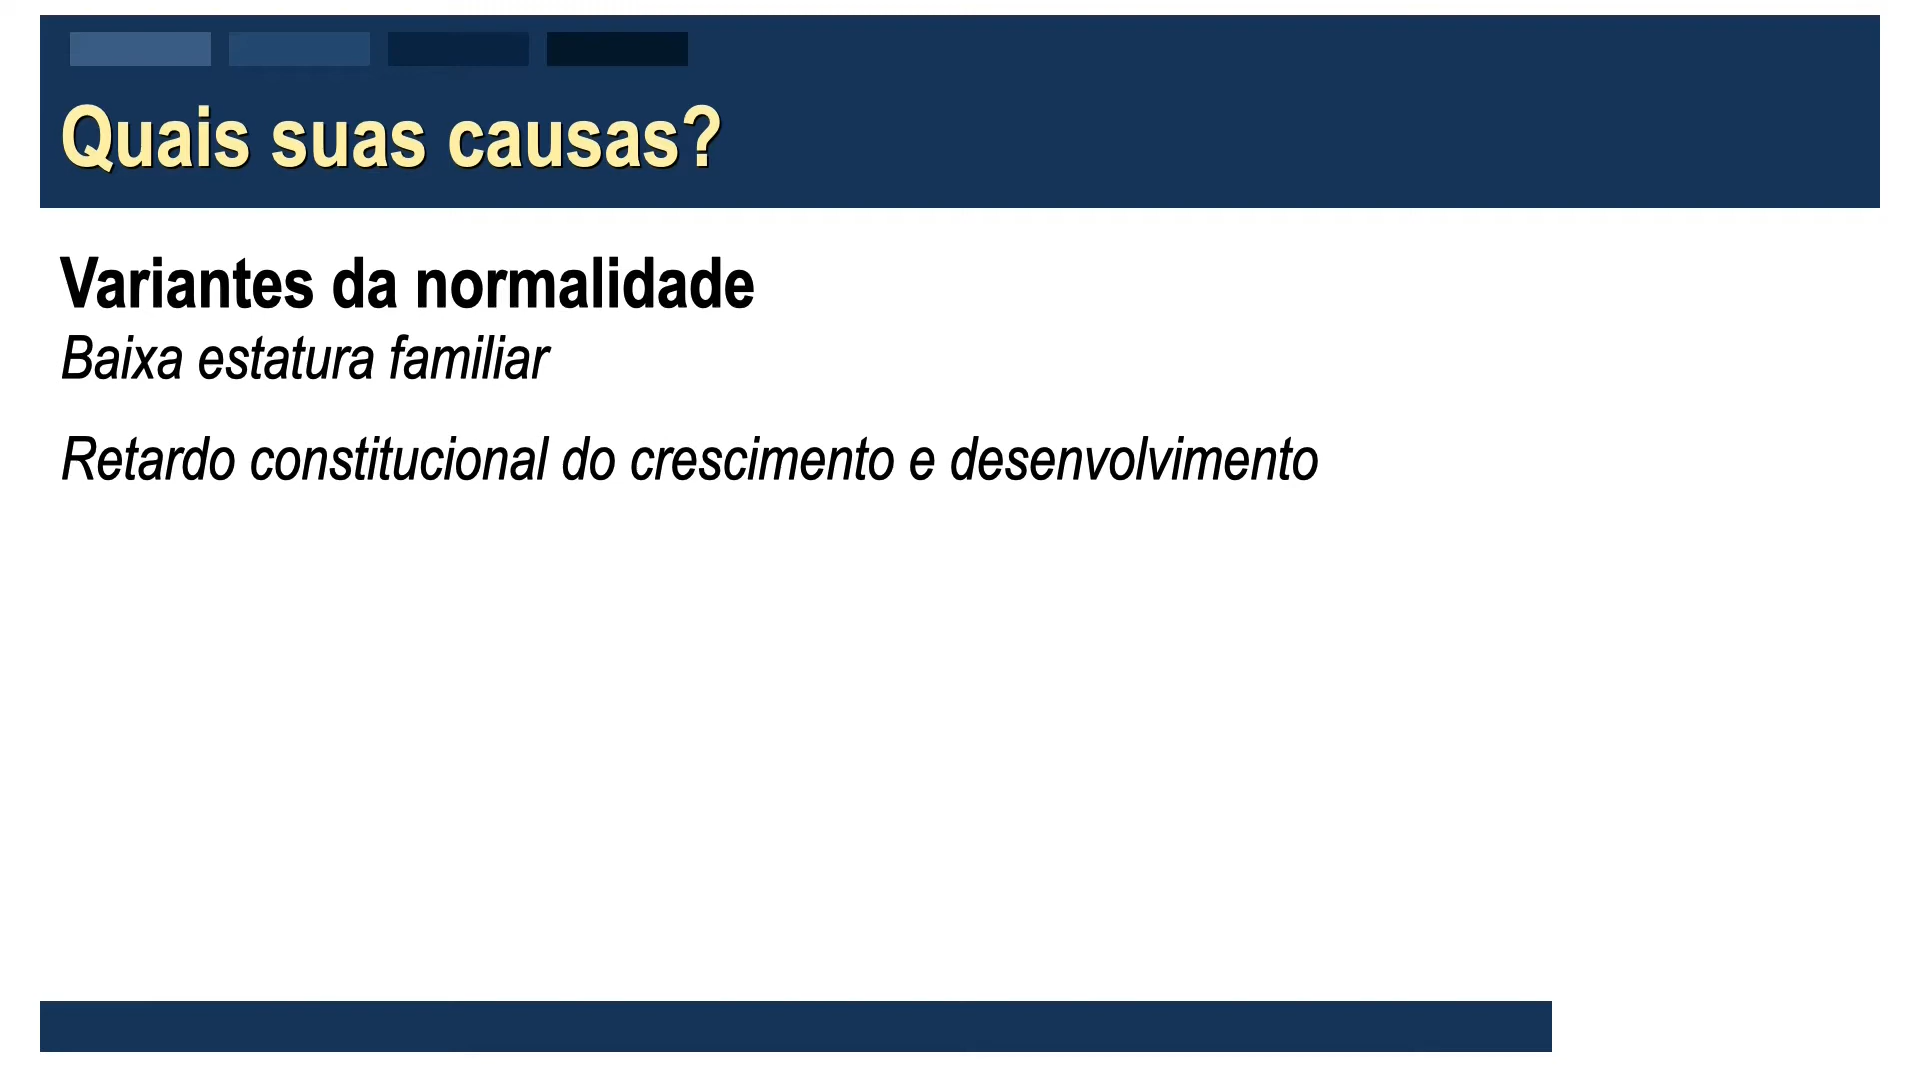 Quais suas causas?
Variantes da normalidade
Baixa estatura familiar
Retardo constitucional do crescimento e desenvolvimento